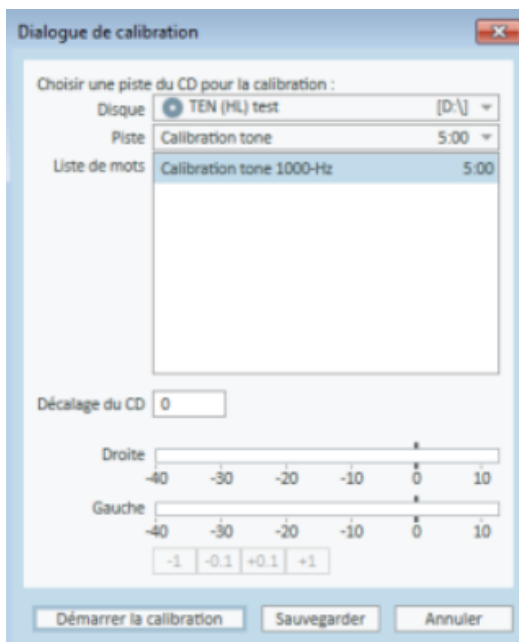 Dialogue de calibration
Choisir une piste du CD pour la calibration :
Disque TEN (HL) test [D:\]
Piste Calibration tone 5:00
Liste de mots Calibration tone 1000-Hz 5:00
Décalage du CD 0
Droite
-40 -30 -20 -10 0 10
Gauche
-40 -30 -20 -10 0 10
-1 -0.1 +0.1 +1
Démarrer la calibration Sauvegarder Annuler